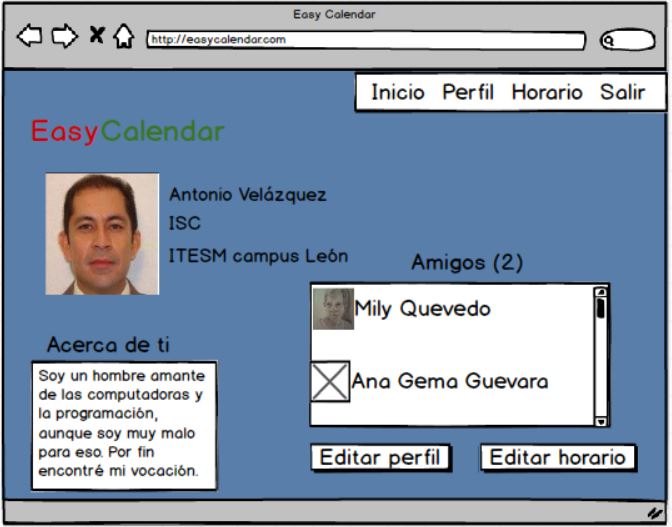 Easy Calendar
http://easycalendar.com
Inicio Perfil Horario Salir
EasyCalendar
Antonio Velázquez
ISC
ITESM campus León
Amigos (2)
Mily Quevedo
Ana Gema Guevara
Acerca de ti
Soy un hombre amante
de las computadoras y
la programación,
aunque soy muy malo
para eso. Por fin
encontré mi vocación.
Editar perfil Editar horario